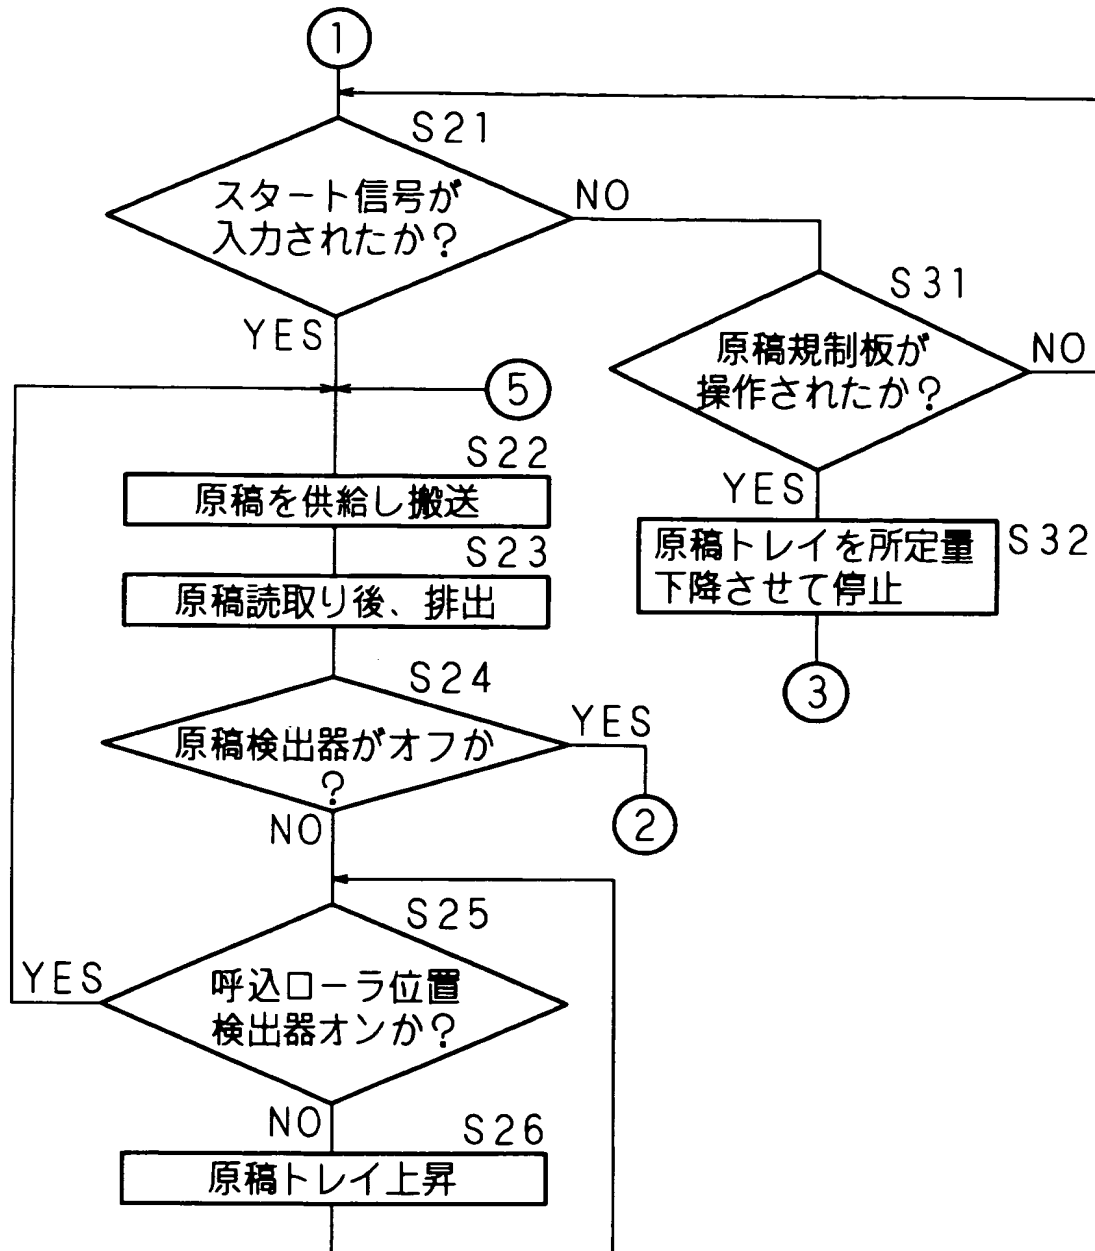 1
S21
スタート信号が
入力されたか？
NO
YES
S31
原稿規制板が
操作されたか？
NO
YES
5
S22
原稿を供給し搬送
S32
原稿トレイを所定量
下降させて停止
S23
原稿読取り後、排出
3
S24
原稿検出器がオフか
？
YES
NO
2
S25
呼込ローラ位置
検出器オンか？
YES
NO
S26
原稿トレイ上昇